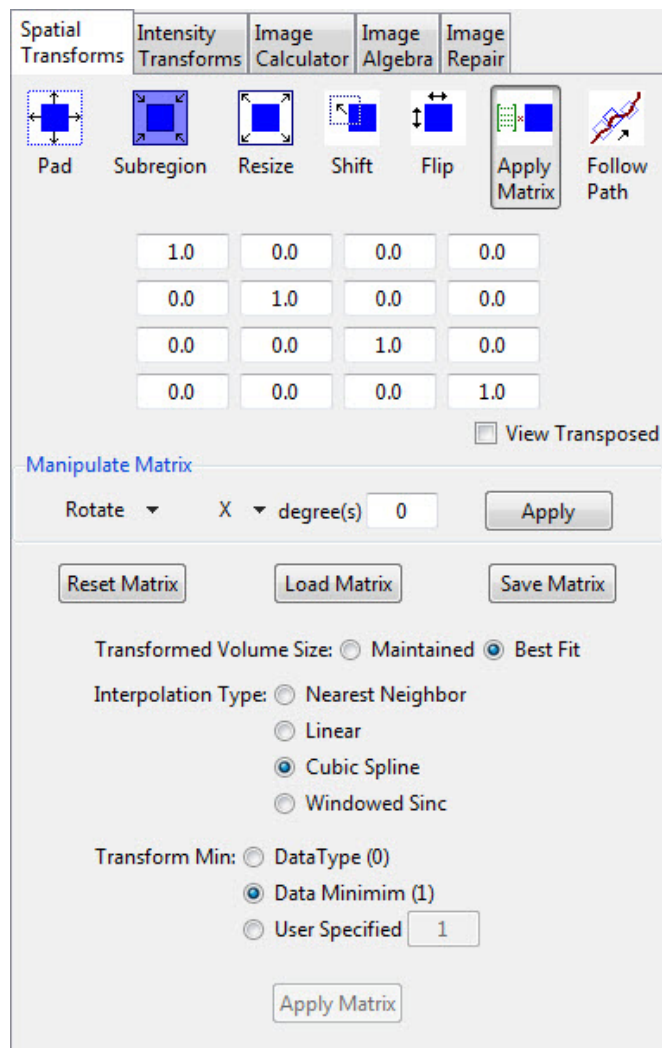 Spatial Transforms
Intensity Transforms
Image Calculator
Image Algebra
Image Repair
Pad
Subregion
Resize
Shift
Flip
Apply Matrix
Follow Path
1.0 0.0 0.0 0.0
0.0 1.0 0.0 0.0
0.0 0.0 1.0 0.0
0.0 0.0 0.0 1.0
View Transposed
Manipulate Matrix
Rotate X degree(s) 0 Apply
Reset Matrix Load Matrix Save Matrix
Transformed Volume Size: Maintained Best Fit
Interpolation Type: Nearest Neighbor
Linear
Cubic Spline
Windowed Sinc
Transform Min: DataType (0)
Data Minimim (1)
User Specified 1
Apply Matrix